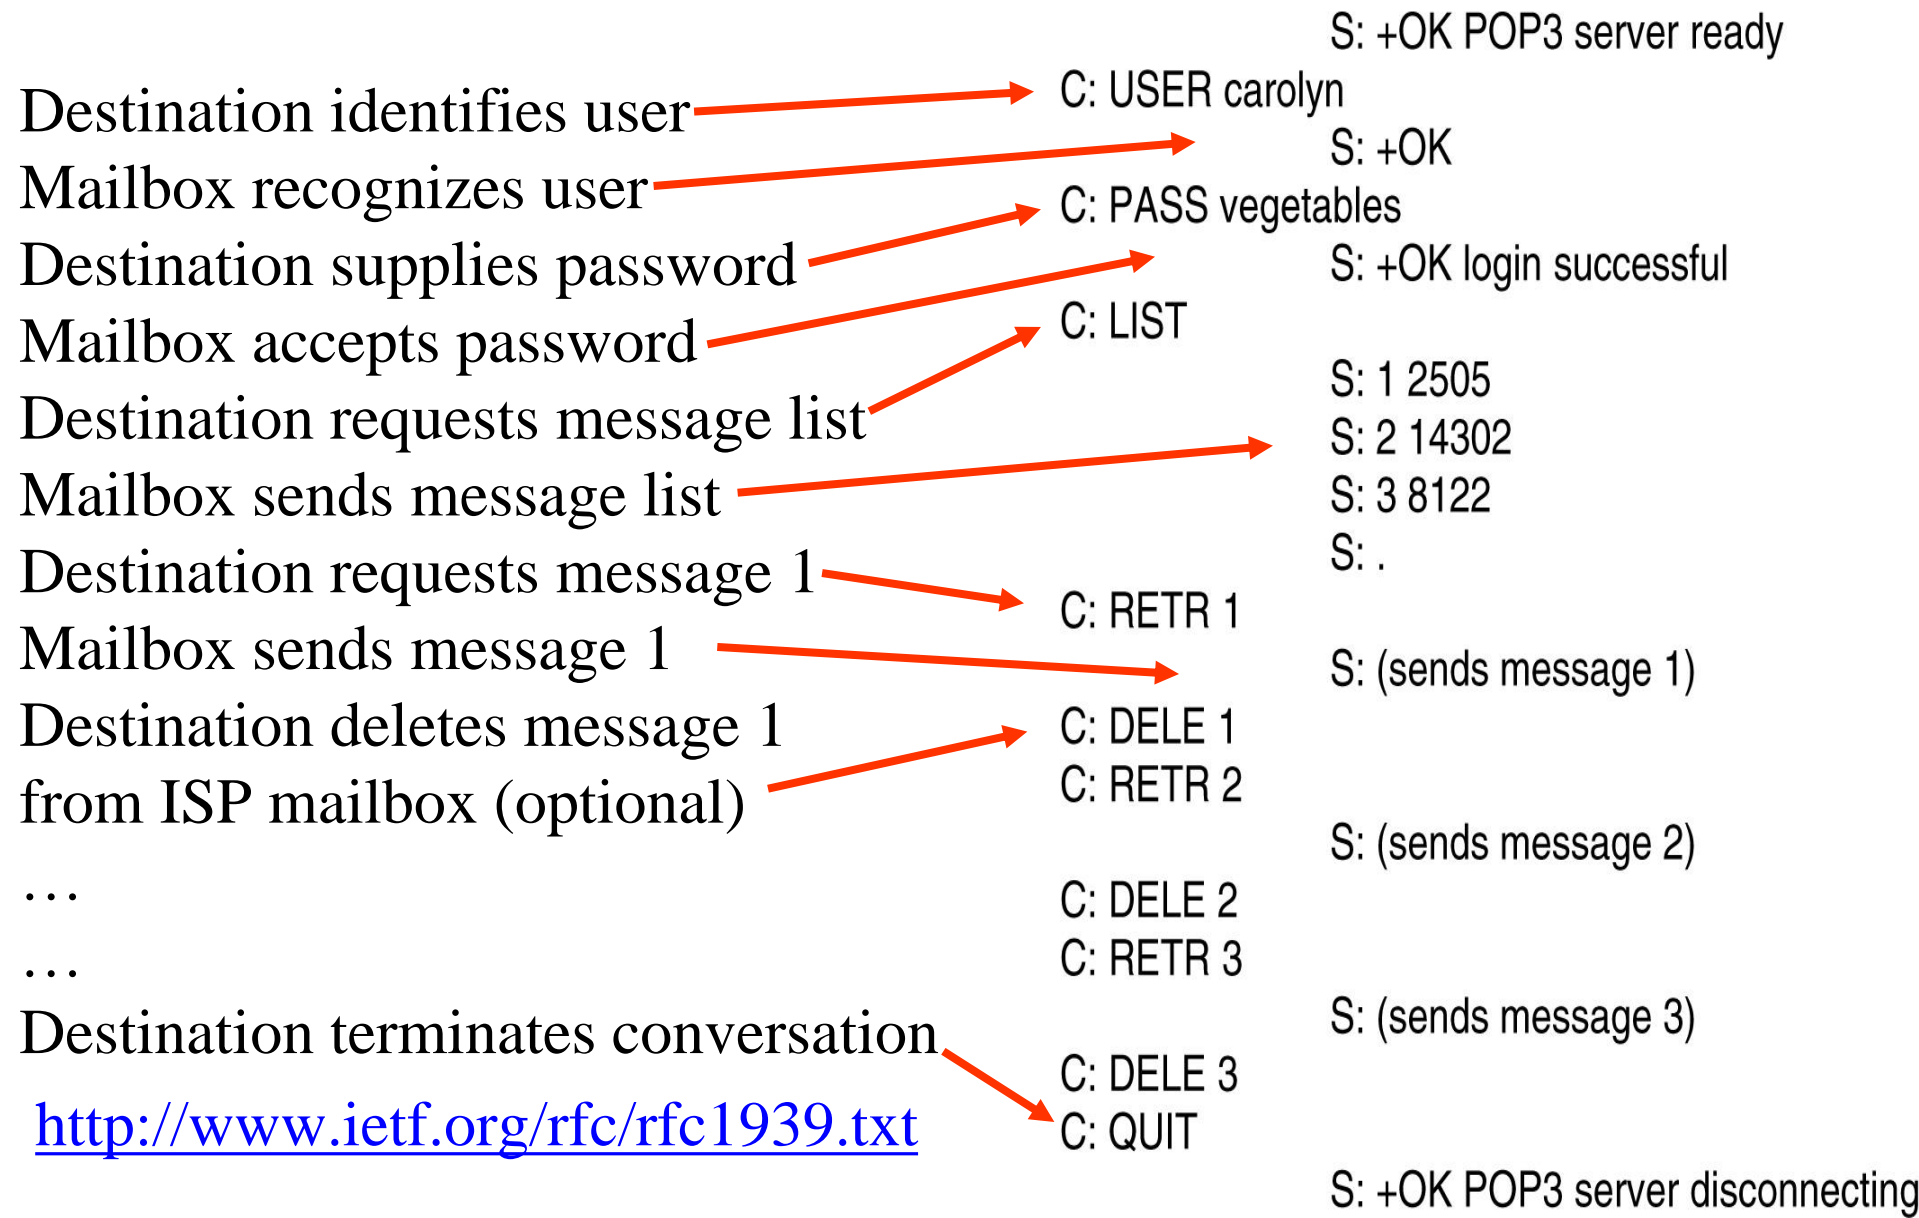 S: +OK POP3 server ready
Destination identifies user
C: USER carolyn
S: +OK
Mailbox recognizes user
C: PASS vegetables
Destination supplies password
S: +OK login successful
Mailbox accepts password
C: LIST
S: 1 2505
Destination requests message list
S: 2 14302
Mailbox sends message list
S: 3 8122
S: .
Destination requests message 1
C: RETR 1
Mailbox sends message 1
S: (sends message 1)
Destination deletes message 1
C: DELE 1
from ISP mailbox (optional)
C: RETR 2
S: (sends message 2)
…
C: DELE 2
…
C: RETR 3
S: (sends message 3)
Destination terminates conversation
C: DELE 3
http://www.ietf.org/rfc/rfc1939.txt
C: QUIT
S: +OK POP3 server disconnecting